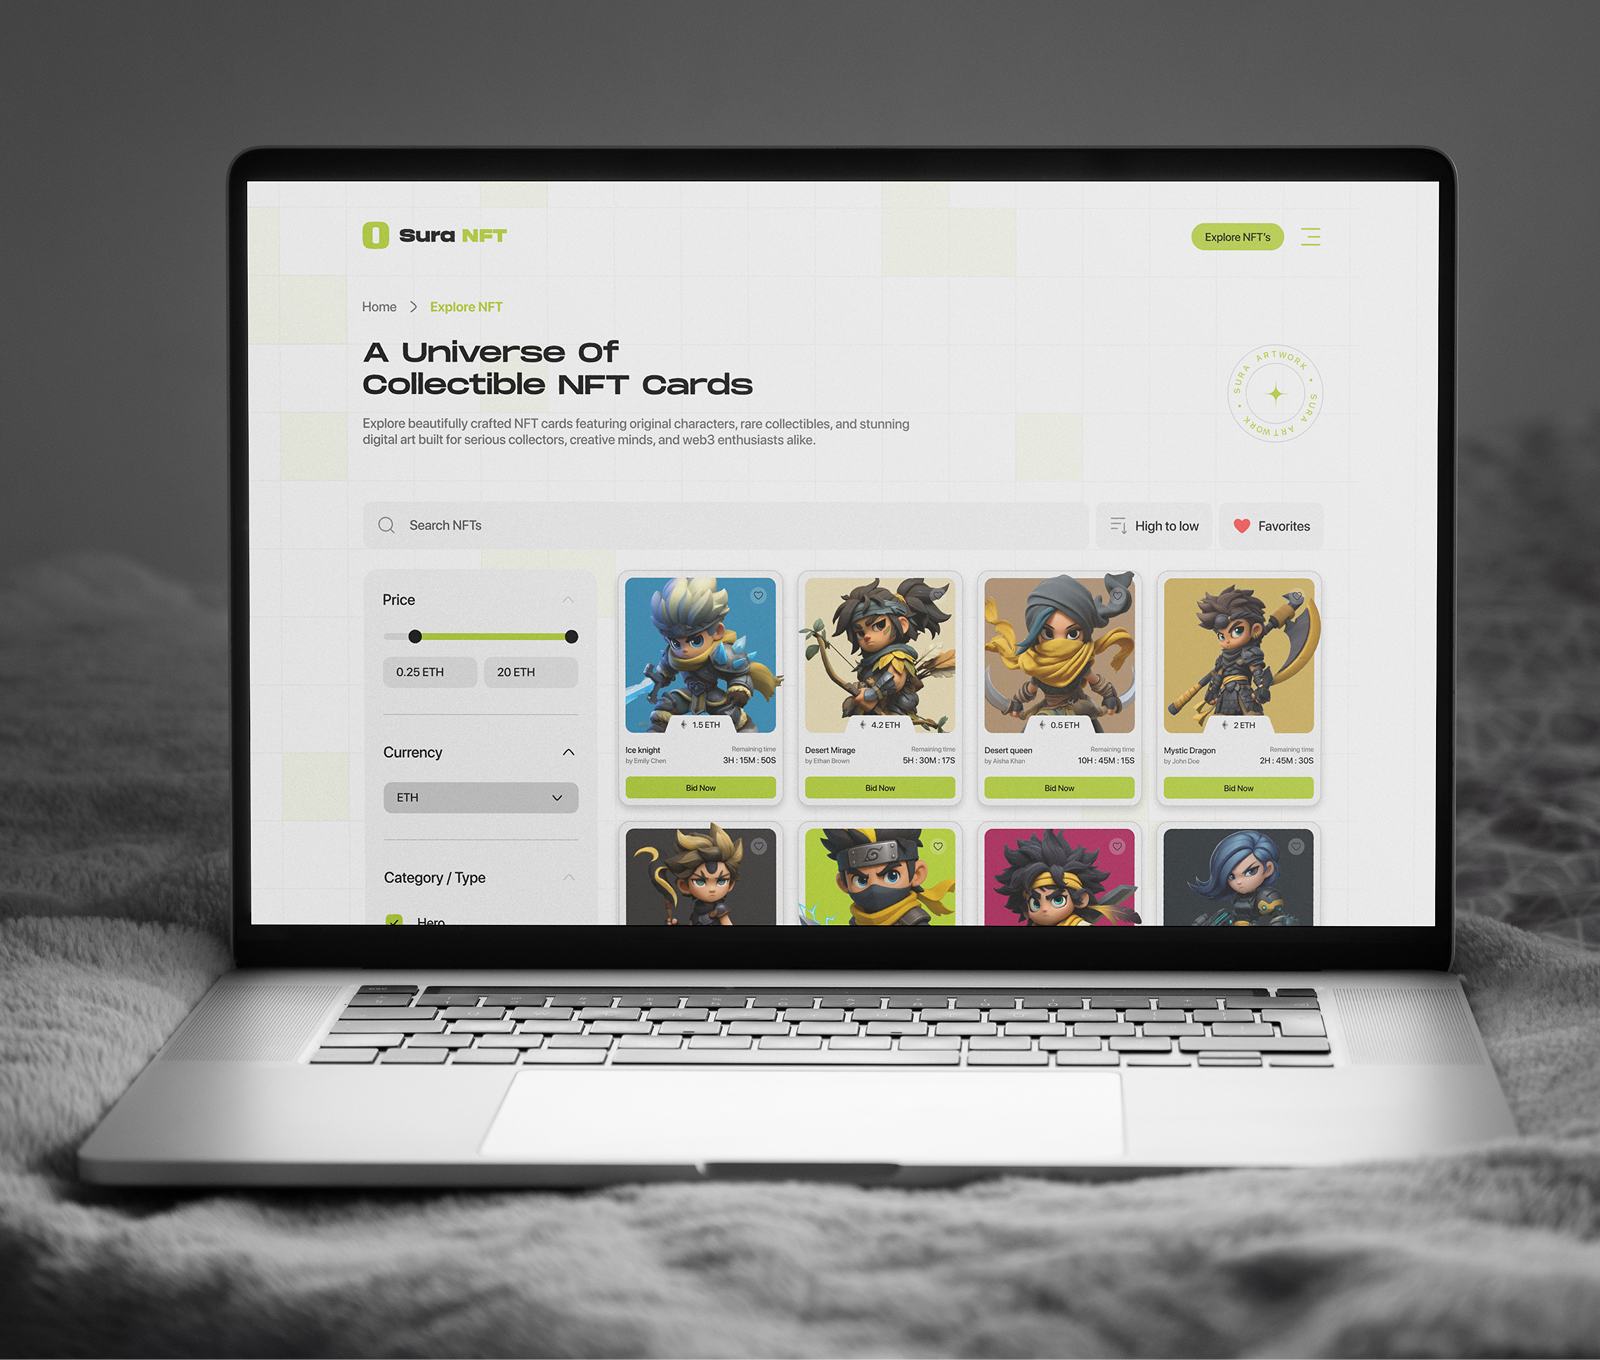 Sura NFT
Explore NFT's
Home > Explore NFT
A Universe Of
Collectible NFT Cards
Explore beautifully crafted NFT cards featuring original characters, rare collectibles, and stunning
digital art built for serious collectors, creative minds, and web3 enthusiasts alike.
SURA ARTWORK • SURA ARTWORK •
Search NFTs
High to low
Favorites
Price
0.25 ETH
20 ETH
Currency
ETH
Category / Type
Hero
1.5 ETH
Ice knight
Remaining time
by Emily Chen
3H : 15M : 50S
Bid Now
4.2 ETH
Desert Mirage
Remaining time
by Ethan Brown
5H : 30M : 17S
Bid Now
0.5 ETH
Desert queen
Remaining time
by Aisha Khan
10H : 45M : 15S
Bid Now
2 ETH
Mystic Dragon
Remaining time
by John Doe
2H : 45M : 30S
Bid Now